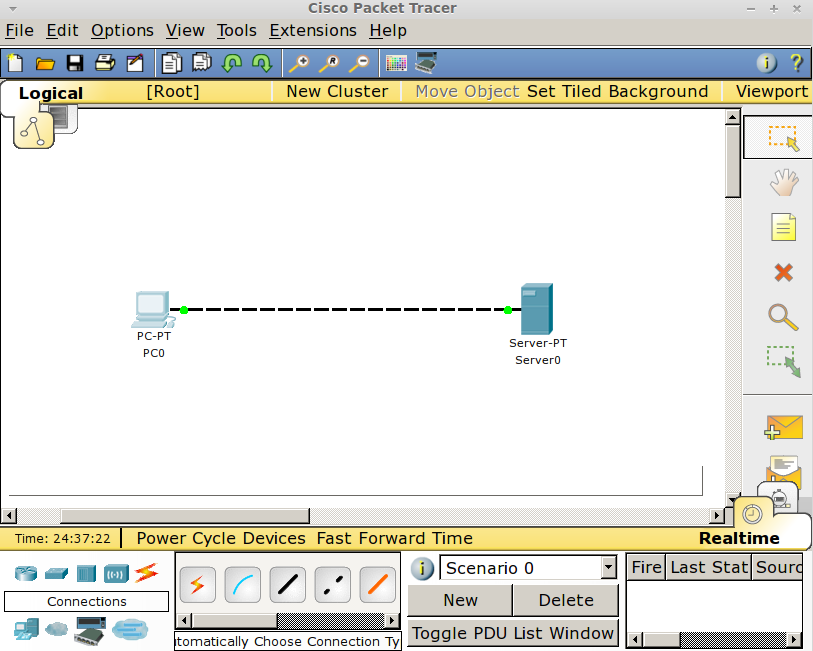 Cisco Packet Tracer
File Edit Options View Tools Extensions Help
Logical [Root] New Cluster Move Object Set Tiled Background Viewport
PC-PT
PC0
Server-PT
Server0
Time: 24:37:22 Power Cycle Devices Fast Forward Time Realtime
Connections
utomatically Choose Connection Ty
Scenario 0
New Delete
Toggle PDU List Window
Fire Last Stat Sourc